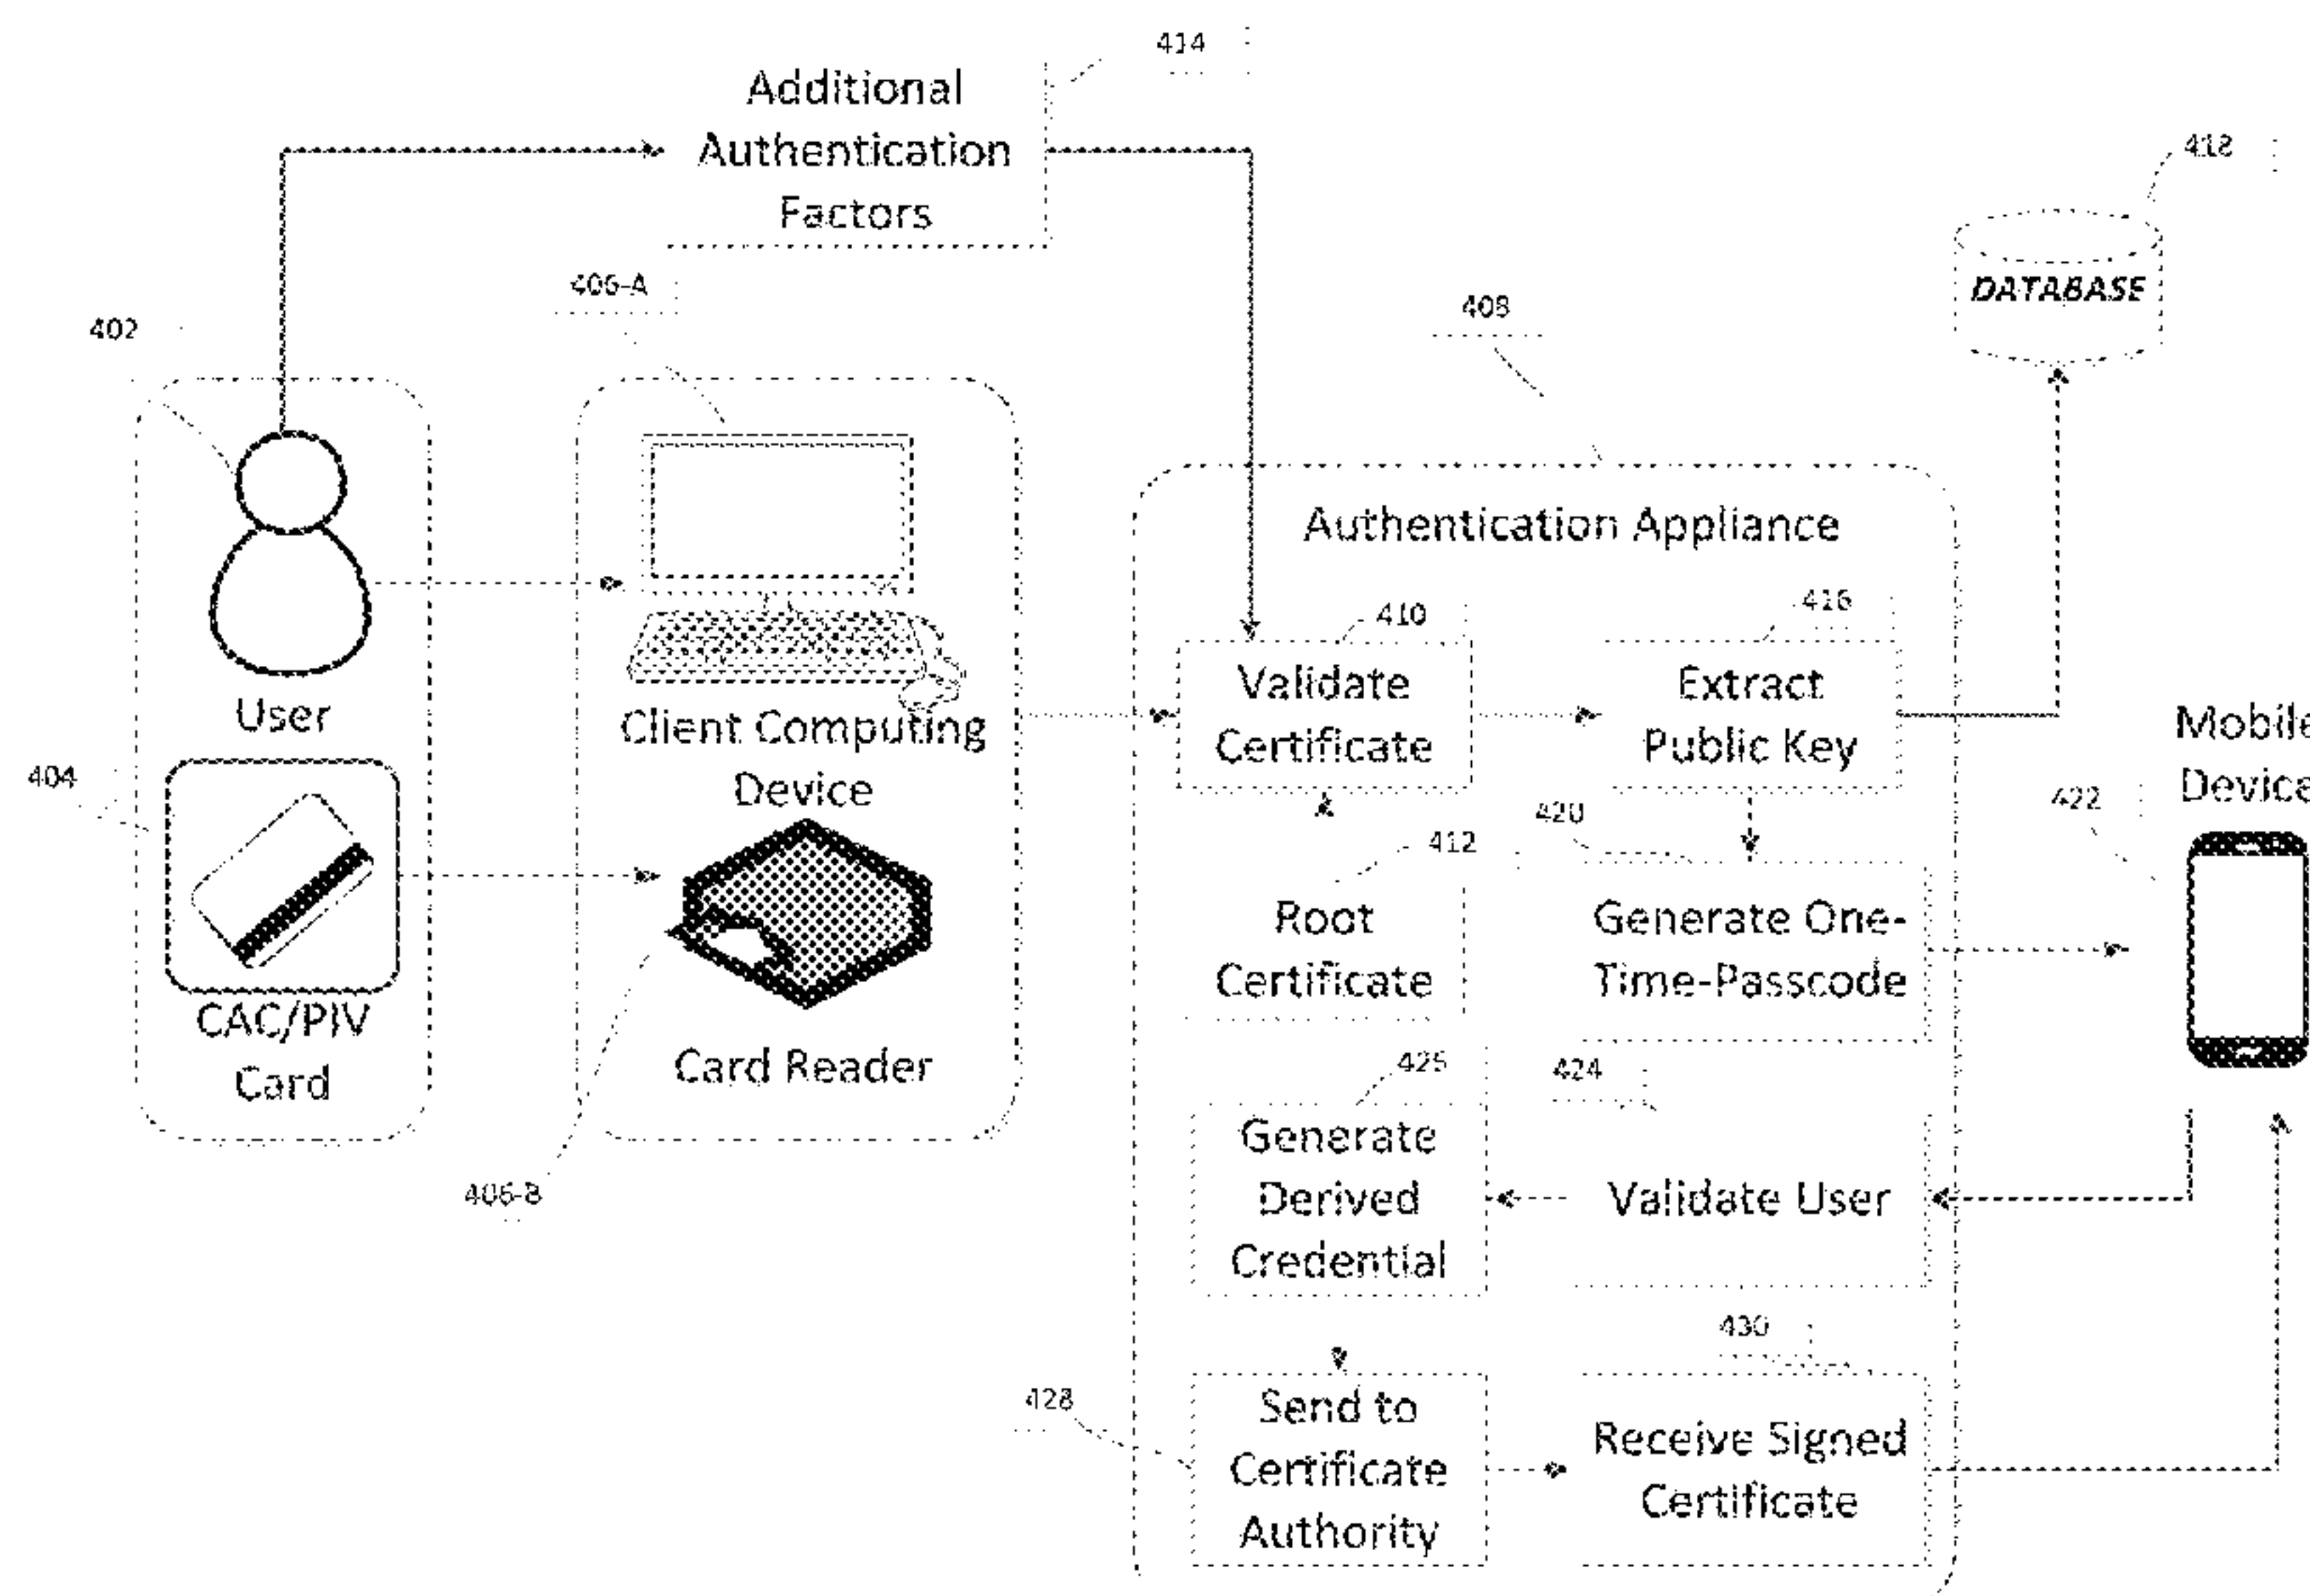 414
Additional
Authentication
Factors
418
DATABASE
406-A
408
402
User
404
CAC/PIV
Card
Client Computing
Device
Card Reader
406-B
Authentication Appliance
410
Validate
Certificate
416
Extract
Public Key
412
Root
Certificate
420
Generate One-
Time-Passcode
Mobile
Device
422
Generate
Derived
Credential
424
Validate User
428
Send to
Certificate
Authority
430
Receive Signed
Certificate